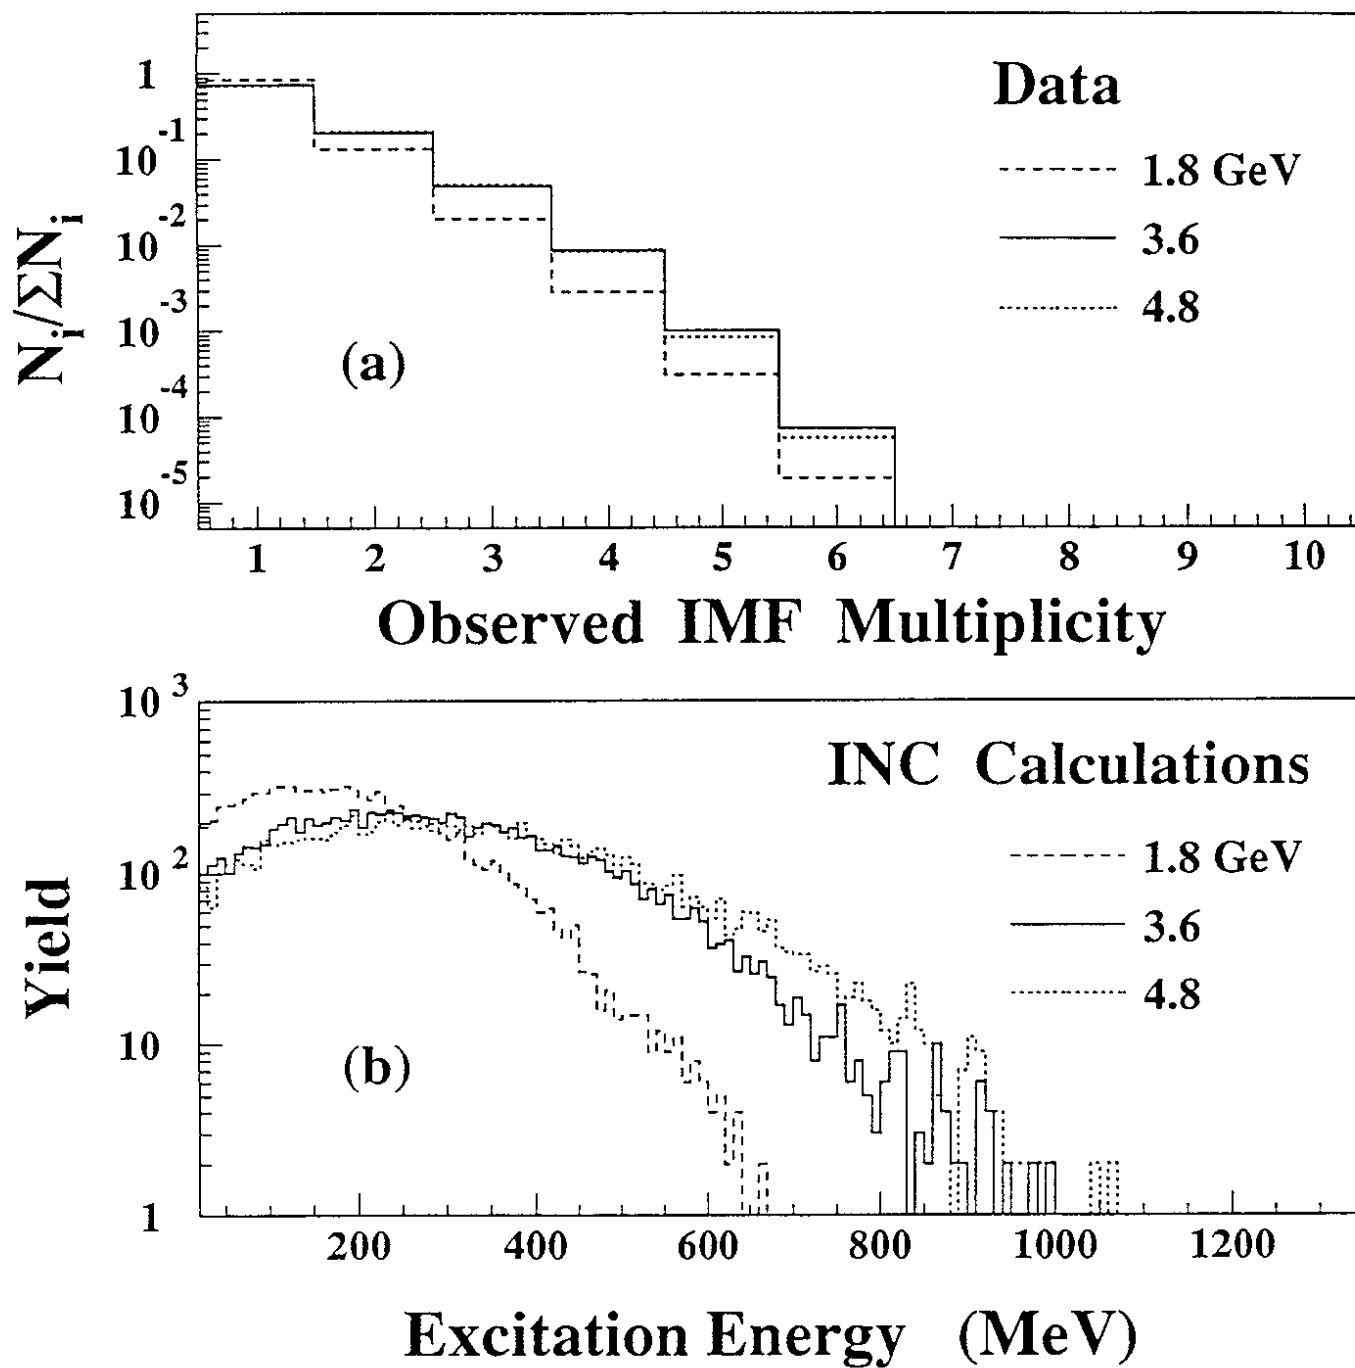 Data
1.8 GeV
3.6
4.8
(a)
N_i/ΣN_i
1
10^-1
10^-2
10^-3
10^-4
10^-5
1 2 3 4 5 6 7 8 9 10
Observed IMF Multiplicity
INC Calculations
1.8 GeV
3.6
4.8
(b)
Yield
10^3
10^2
10
1
200 400 600 800 1000 1200
Excitation Energy (MeV)